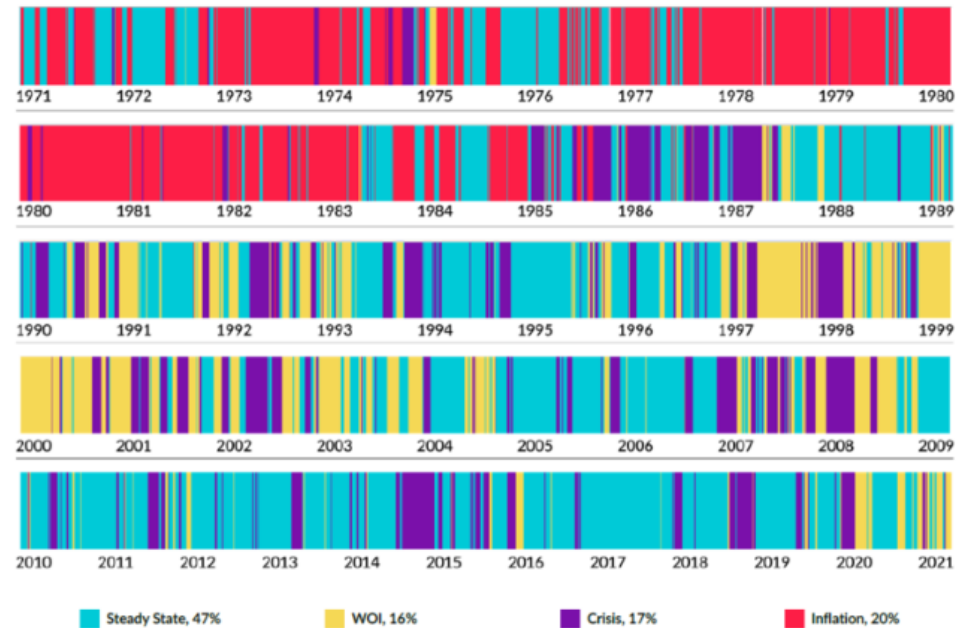 1971 1972 1973 1974 1975 1976 1977 1978 1979 1980
1980 1981 1982 1983 1984 1985 1986 1987 1988 1989
1990 1991 1992 1993 1994 1995 1996 1997 1998 1999
2000 2001 2002 2003 2004 2005 2006 2007 2008 2009
2010 2011 2012 2013 2014 2015 2016 2017 2018 2019 2020 2021
Steady State, 47% WOI, 16% Crisis, 17% Inflation, 20%